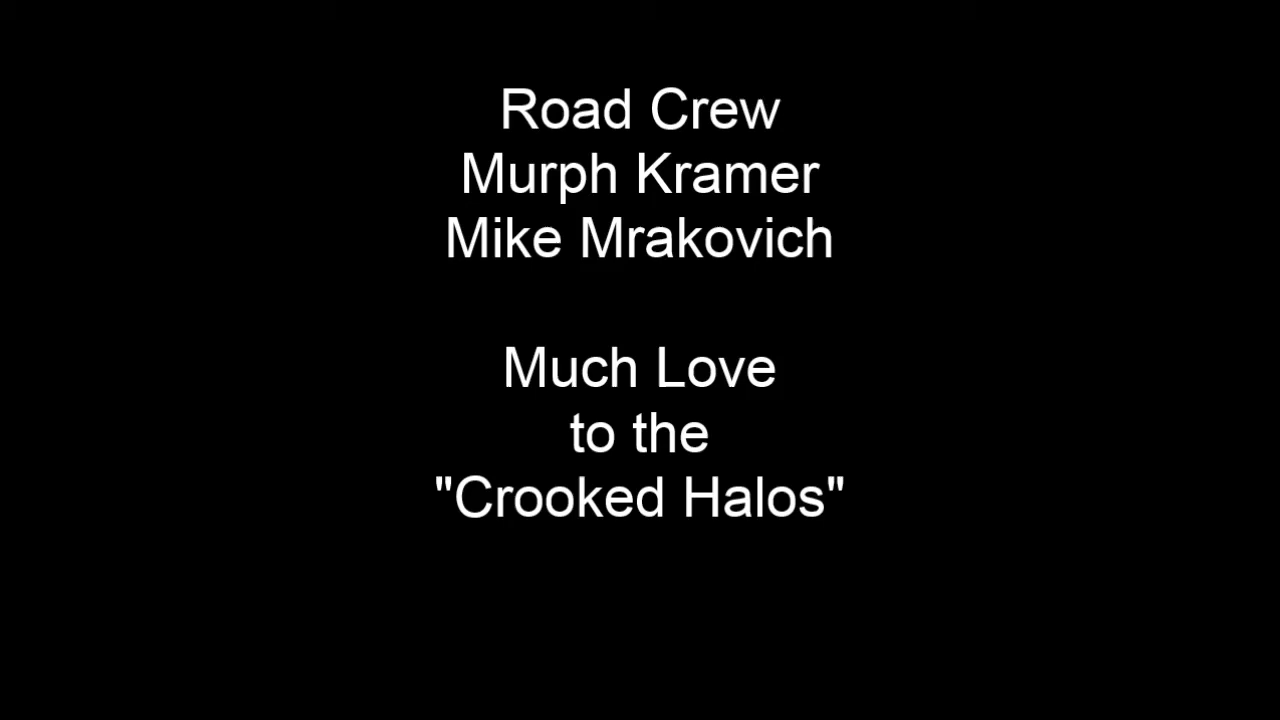 Road Crew
Murph Kramer
Mike Mrakovich
Much Love
to the
"Crooked Halos"